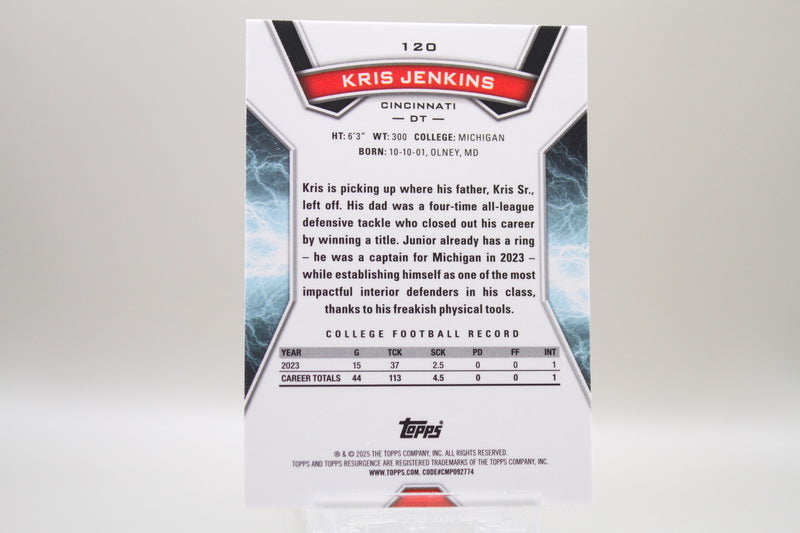 120
KRIS JENKINS
CINCINNATI
— DT —
HT: 6'3" WT: 300 COLLEGE: MICHIGAN
BORN: 10-10-01, OLNEY, MD
Kris is picking up where his father, Kris Sr.,
left off. His dad was a four-time all-league
defensive tackle who closed out his career
by winning a title. Junior already has a ring
– he was a captain for Michigan in 2023 –
while establishing himself as one of the most
impactful interior defenders in his class,
thanks to his freakish physical tools.
COLLEGE FOOTBALL RECORD
YEAR G TCK SCK PD FF INT
2023 15 37 2.5 0 0 1
CAREER TOTALS 44 113 4.5 0 0 1
Topps®
® & © 2025 THE TOPPS COMPANY, INC. ALL RIGHTS RESERVED.
TOPPS AND TOPPS RESURGENCE ARE REGISTERED TRADEMARKS OF THE TOPPS COMPANY, INC.
WWW.TOPPS.COM. CODE#CMP092774